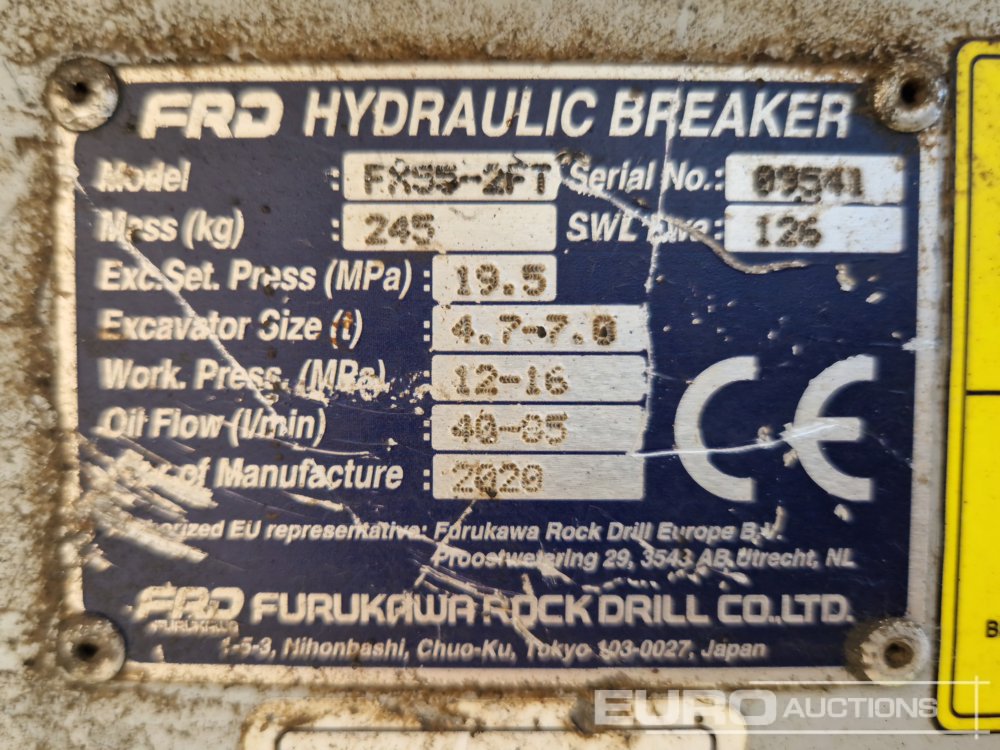 FRD HYDRAULIC BREAKER
Model : FX55-2FT Serial No.: 09541
Mass (kg) : 245 SWL Lwa: 126
Exc.Set. Press (MPa) : 19.5
Excavator Size (t) : 4.7-7.0
Work. Press. (MPa) : 12-16
Oil Flow (l/min) : 40-85
of Manufacture : 2020
EU representative: Furukawa Rock Drill Europe B.V.
Proostwetering 29, 3543 AB Utrecht, NL
FRD FURUKAWA FURUKAWA ROCK DRILL CO.,LTD.
1-5-3, Nihonbashi, Chuo-Ku, Tokyo 103-0027, Japan
EURO AUCTIONS